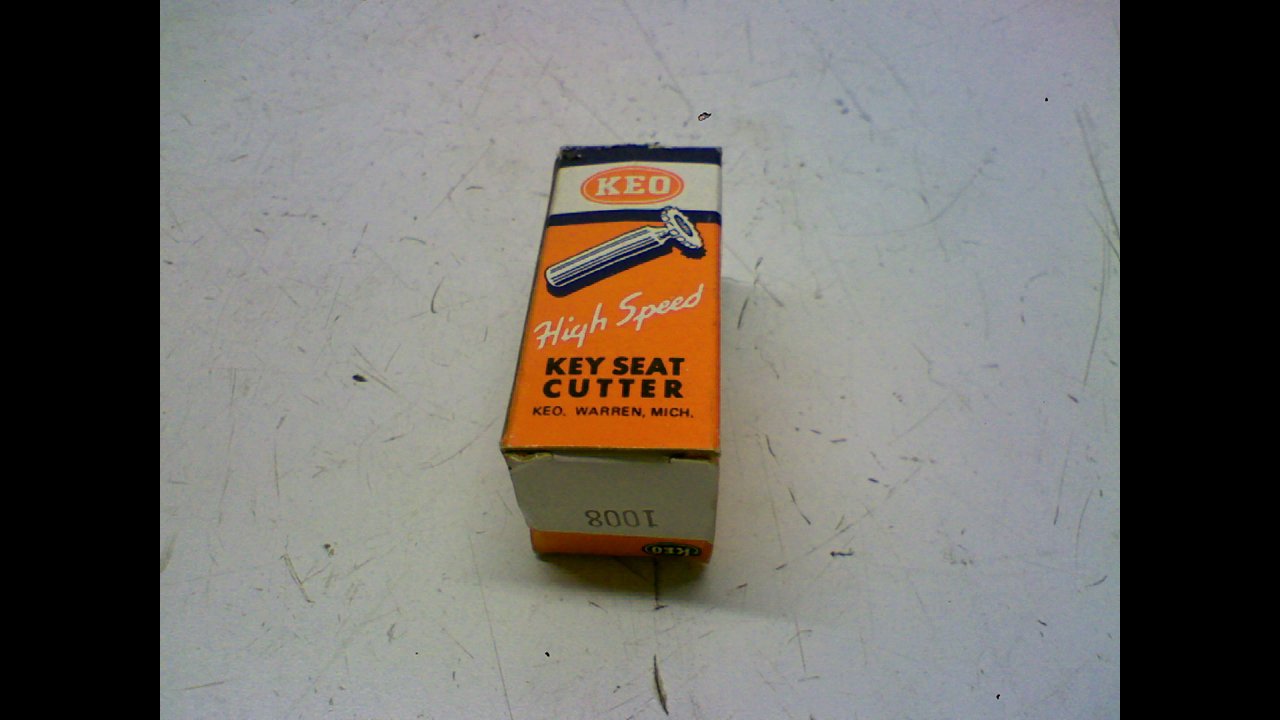 KEO
High Speed
KEY SEAT
CUTTER
KEO. WARREN, MICH.
1008
KEO